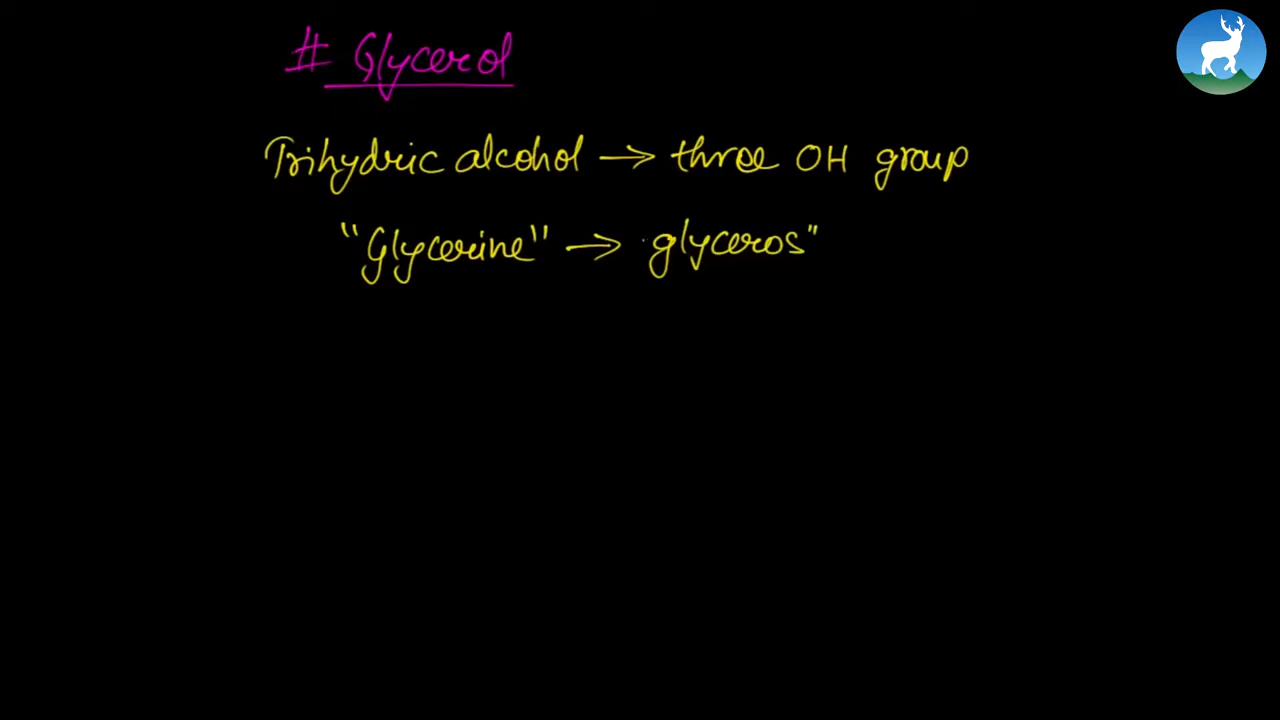 # Glycerol
Trihydric alcohol → three OH group
"Glycerine" → glyceros"